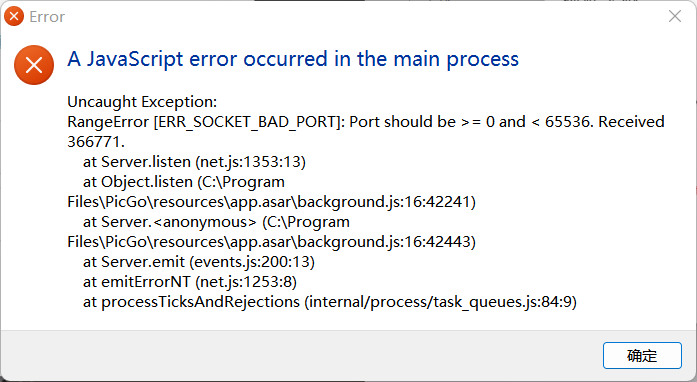 Error
A JavaScript error occurred in the main process
Uncaught Exception:
RangeError [ERR_SOCKET_BAD_PORT]: Port should be >= 0 and < 65536. Received
366771.
at Server.listen (net.js:1353:13)
at Object.listen (C:\Program
Files\PicGo\resources\app.asar\background.js:16:42241)
at Server.<anonymous> (C:\Program
Files\PicGo\resources\app.asar\background.js:16:42443)
at Server.emit (events.js:200:13)
at emitErrorNT (net.js:1253:8)
at processTicksAndRejections (internal/process/task_queues.js:84:9)
确定